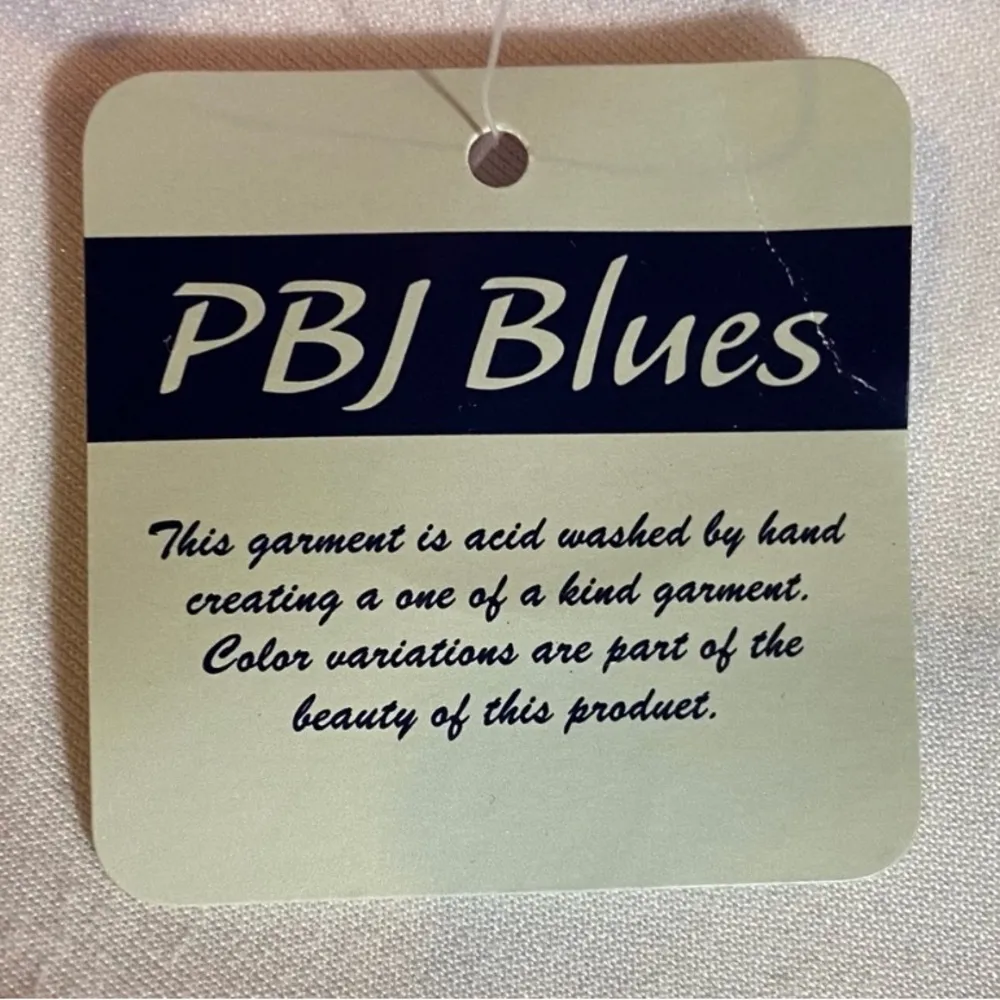 PBJ Blues
This garment is acid washed by hand
creating a one of a kind garment.
Color variations are part of the
beauty of this product.